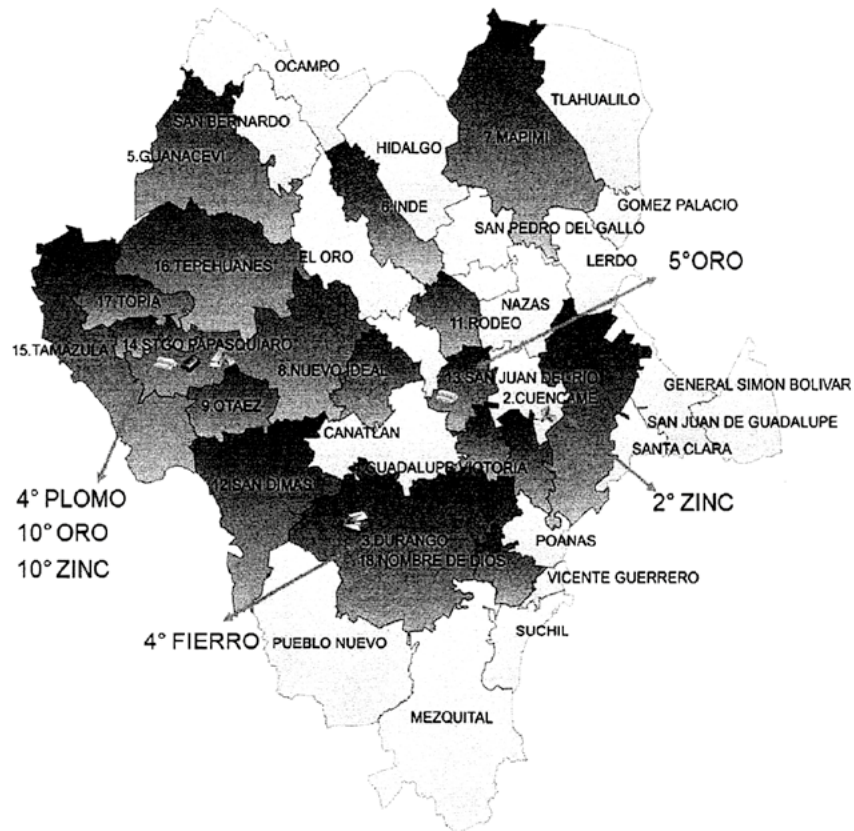 OCAMPO
TLAHUALILO
SAN BERNARDO
7.MAPIMI
HIDALGO
5.GUANACEVI
GOMEZ PALACIO
6.INDE
SAN PEDRO DEL GALLO
EL ORO
LERDO
5° ORO
16.TEPEHUANES
NAZAS
17.TOPIA
11.RODEO
15.TAMAZULA
14.STGO PAPASQUIARO
8.NUEVO IDEAL
13.SAN JUAN DEL RIO
GENERAL SIMON BOLIVAR
2.CUENCAME
9.OTAEZ
SAN JUAN DE GUADALUPE
CANATLAN
SANTA CLARA
GUADALUPE VICTORIA
12.SAN DIMAS
4° PLOMO
2° ZINC
10° ORO
3.DURANGO
POANAS
18.NOMBRE DE DIOS
10° ZINC
VICENTE GUERRERO
SUCHIL
4° FIERRO
PUEBLO NUEVO
MEZQUITAL